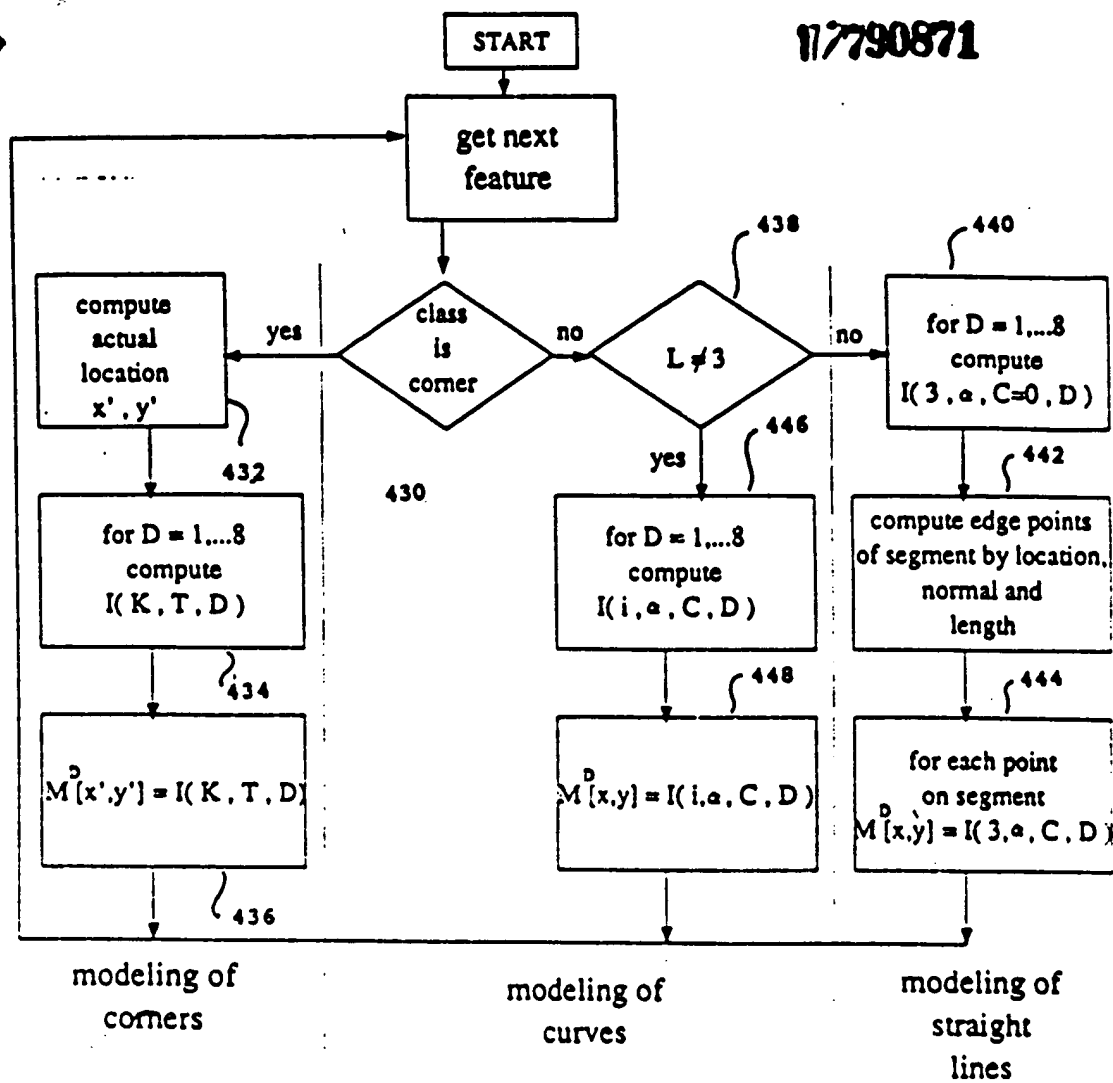 START
790871
get next
feature
438
440
compute
actual
location
x' , y'
yes
class
is
corner
no
L ≠ 3
no
for D = 1,...8
compute
I( 3 , α , C=0 , D )
432
430
yes
446
442
for D = 1,...8
compute
I( K , T , D )
for D = 1,...8
compute
I( i , α , C , D )
compute edge points
of segment by location,
normal and
length
434
448
444
M^D[x',y'] = I( K , T , D )
M^D[x,y] = I( i,α , C , D )
for each point
on segment
M^D[x,y] = I( 3,α , C , D )
436
modeling of
corners
modeling of
curves
modeling of
straight
lines